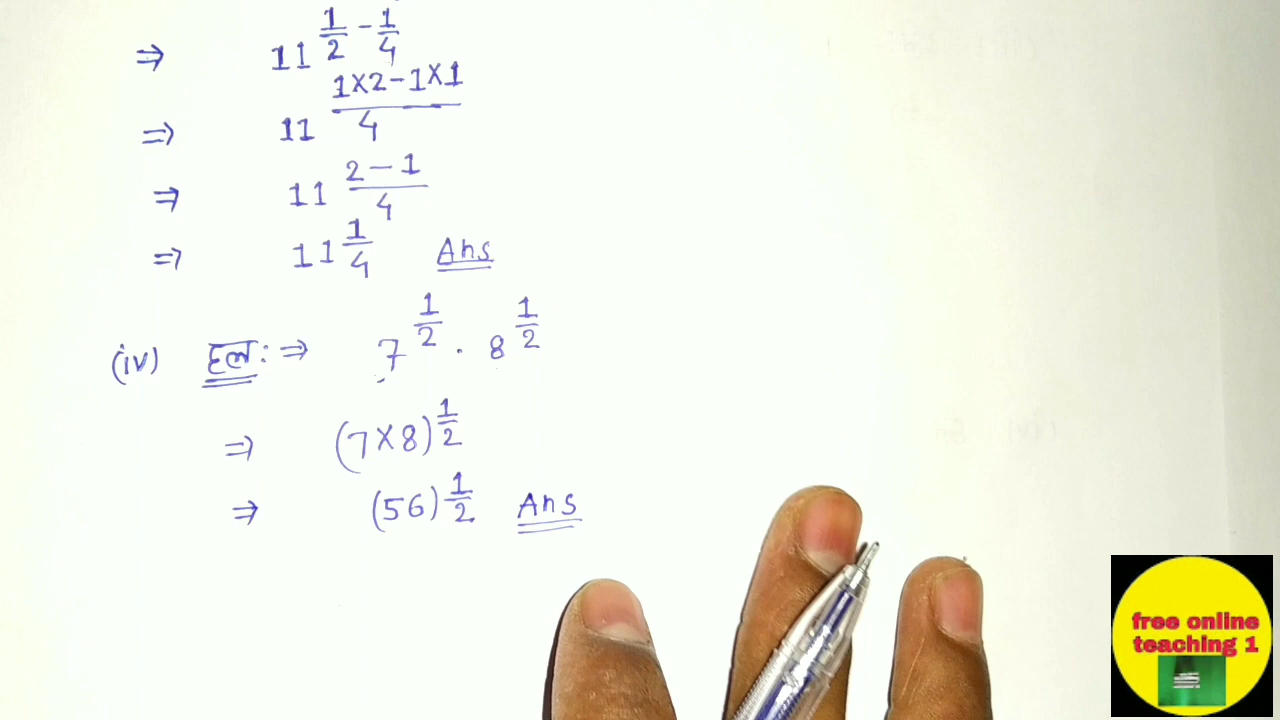 ⇒ 11^(1/2 - 1/4)
⇒ 11^((1×2-1×1)/4)
⇒ 11^((2-1)/4)
⇒ 11^(1/4) Ans
(iv) हल:⇒ 7^(1/2) · 8^(1/2)
⇒ (7×8)^(1/2)
⇒ (56)^(1/2) Ans
free online
teaching 1